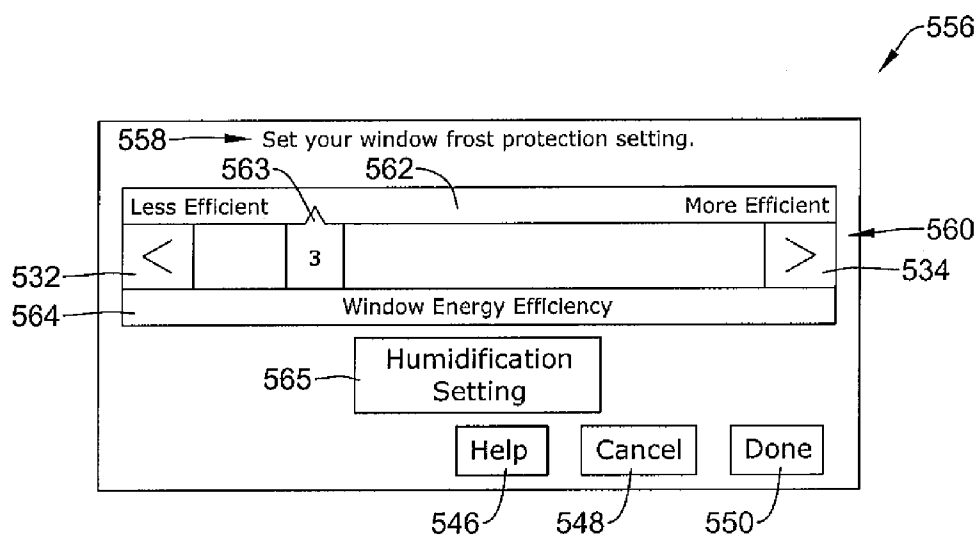 556
558 Set your window frost protection setting.
563 562
Less Efficient More Efficient
560
< 3 >
532 534
564 Window Energy Efficiency
Humidification
565 Setting
Help Cancel Done
546 548 550